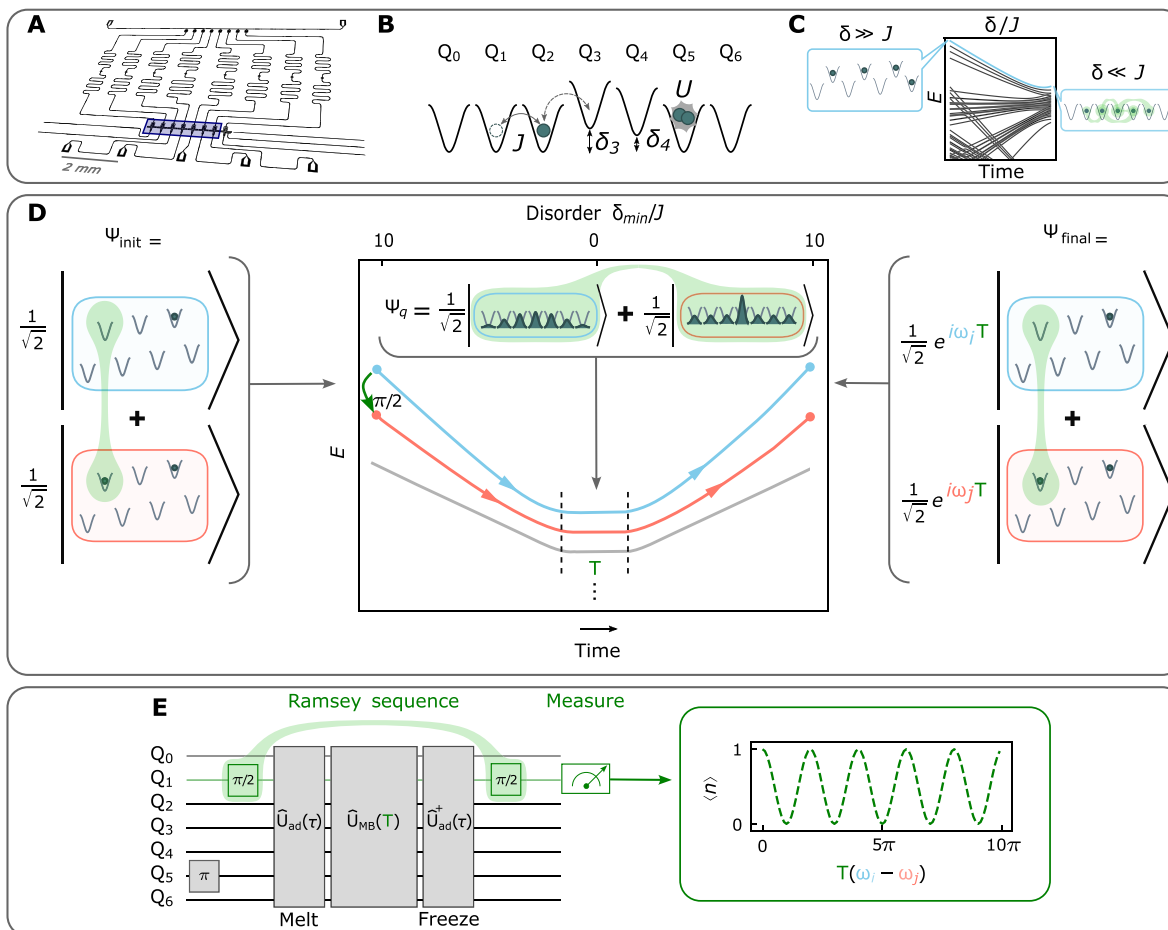 A
2 mm
B
Q0 Q1 Q2 Q3 Q4 Q5 Q6
J
δ3
δ4
U
C
δ ≫ J
δ/J
δ ≪ J
E
Time
D
Disorder δmin/J
10 0 10
Ψinit =
1/√2
+
1/√2
Ψq = 1/√2 + 1/√2
π/2
E
T
⋮
Time
Ψfinal =
1/√2 e^{iω_i T}
+
1/√2 e^{iω_j T}
E
Ramsey sequence
Measure
Q0
Q1
Q2
Q3
Q4
Q5
Q6
π/2
π/2
π
Ûad(τ)
ÛMB(T)
Û⁺ad(τ)
Melt
Freeze
⟨n⟩
1
0
0 5π 10π
T(ωi − ωj)